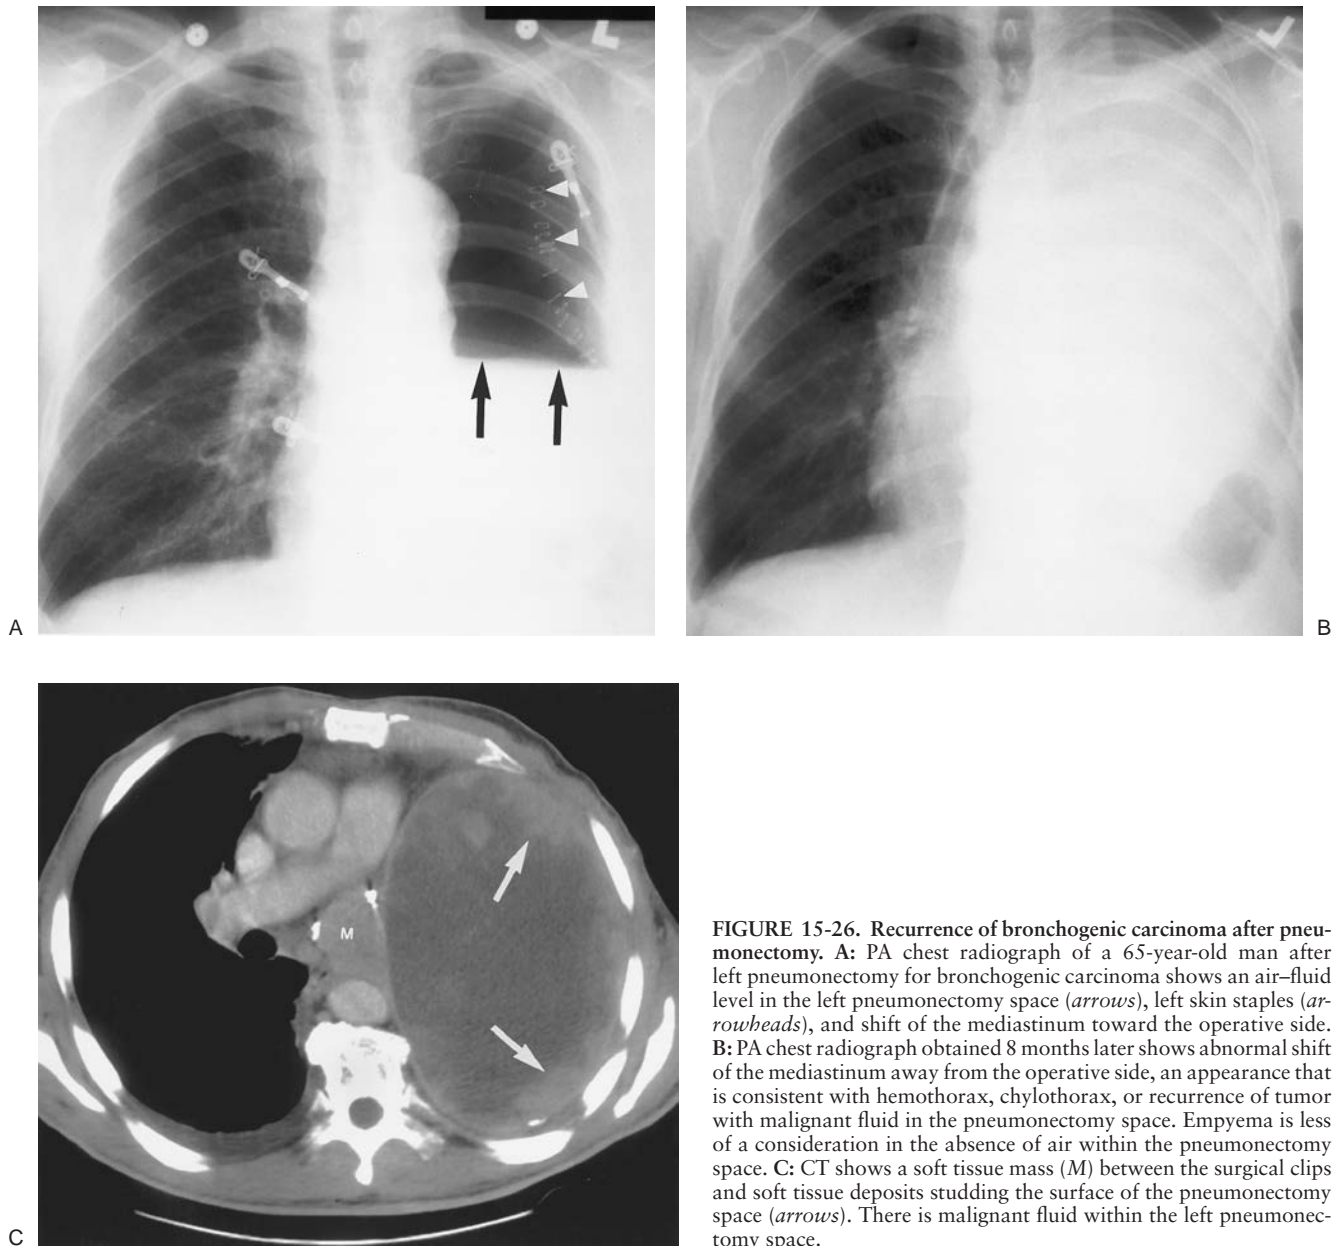 L
A
B
M
C
FIGURE 15-26. Recurrence of bronchogenic carcinoma after pneu-
monectomy. A: PA chest radiograph of a 65-year-old man after
left pneumonectomy for bronchogenic carcinoma shows an air–fluid
level in the left pneumonectomy space (arrows), left skin staples (ar-
rowheads), and shift of the mediastinum toward the operative side.
B: PA chest radiograph obtained 8 months later shows abnormal shift
of the mediastinum away from the operative side, an appearance that
is consistent with hemothorax, chylothorax, or recurrence of tumor
with malignant fluid in the pneumonectomy space. Empyema is less
of a consideration in the absence of air within the pneumonectomy
space. C: CT shows a soft tissue mass (M) between the surgical clips
and soft tissue deposits studding the surface of the pneumonectomy
space (arrows). There is malignant fluid within the left pneumonec-
tomy space.